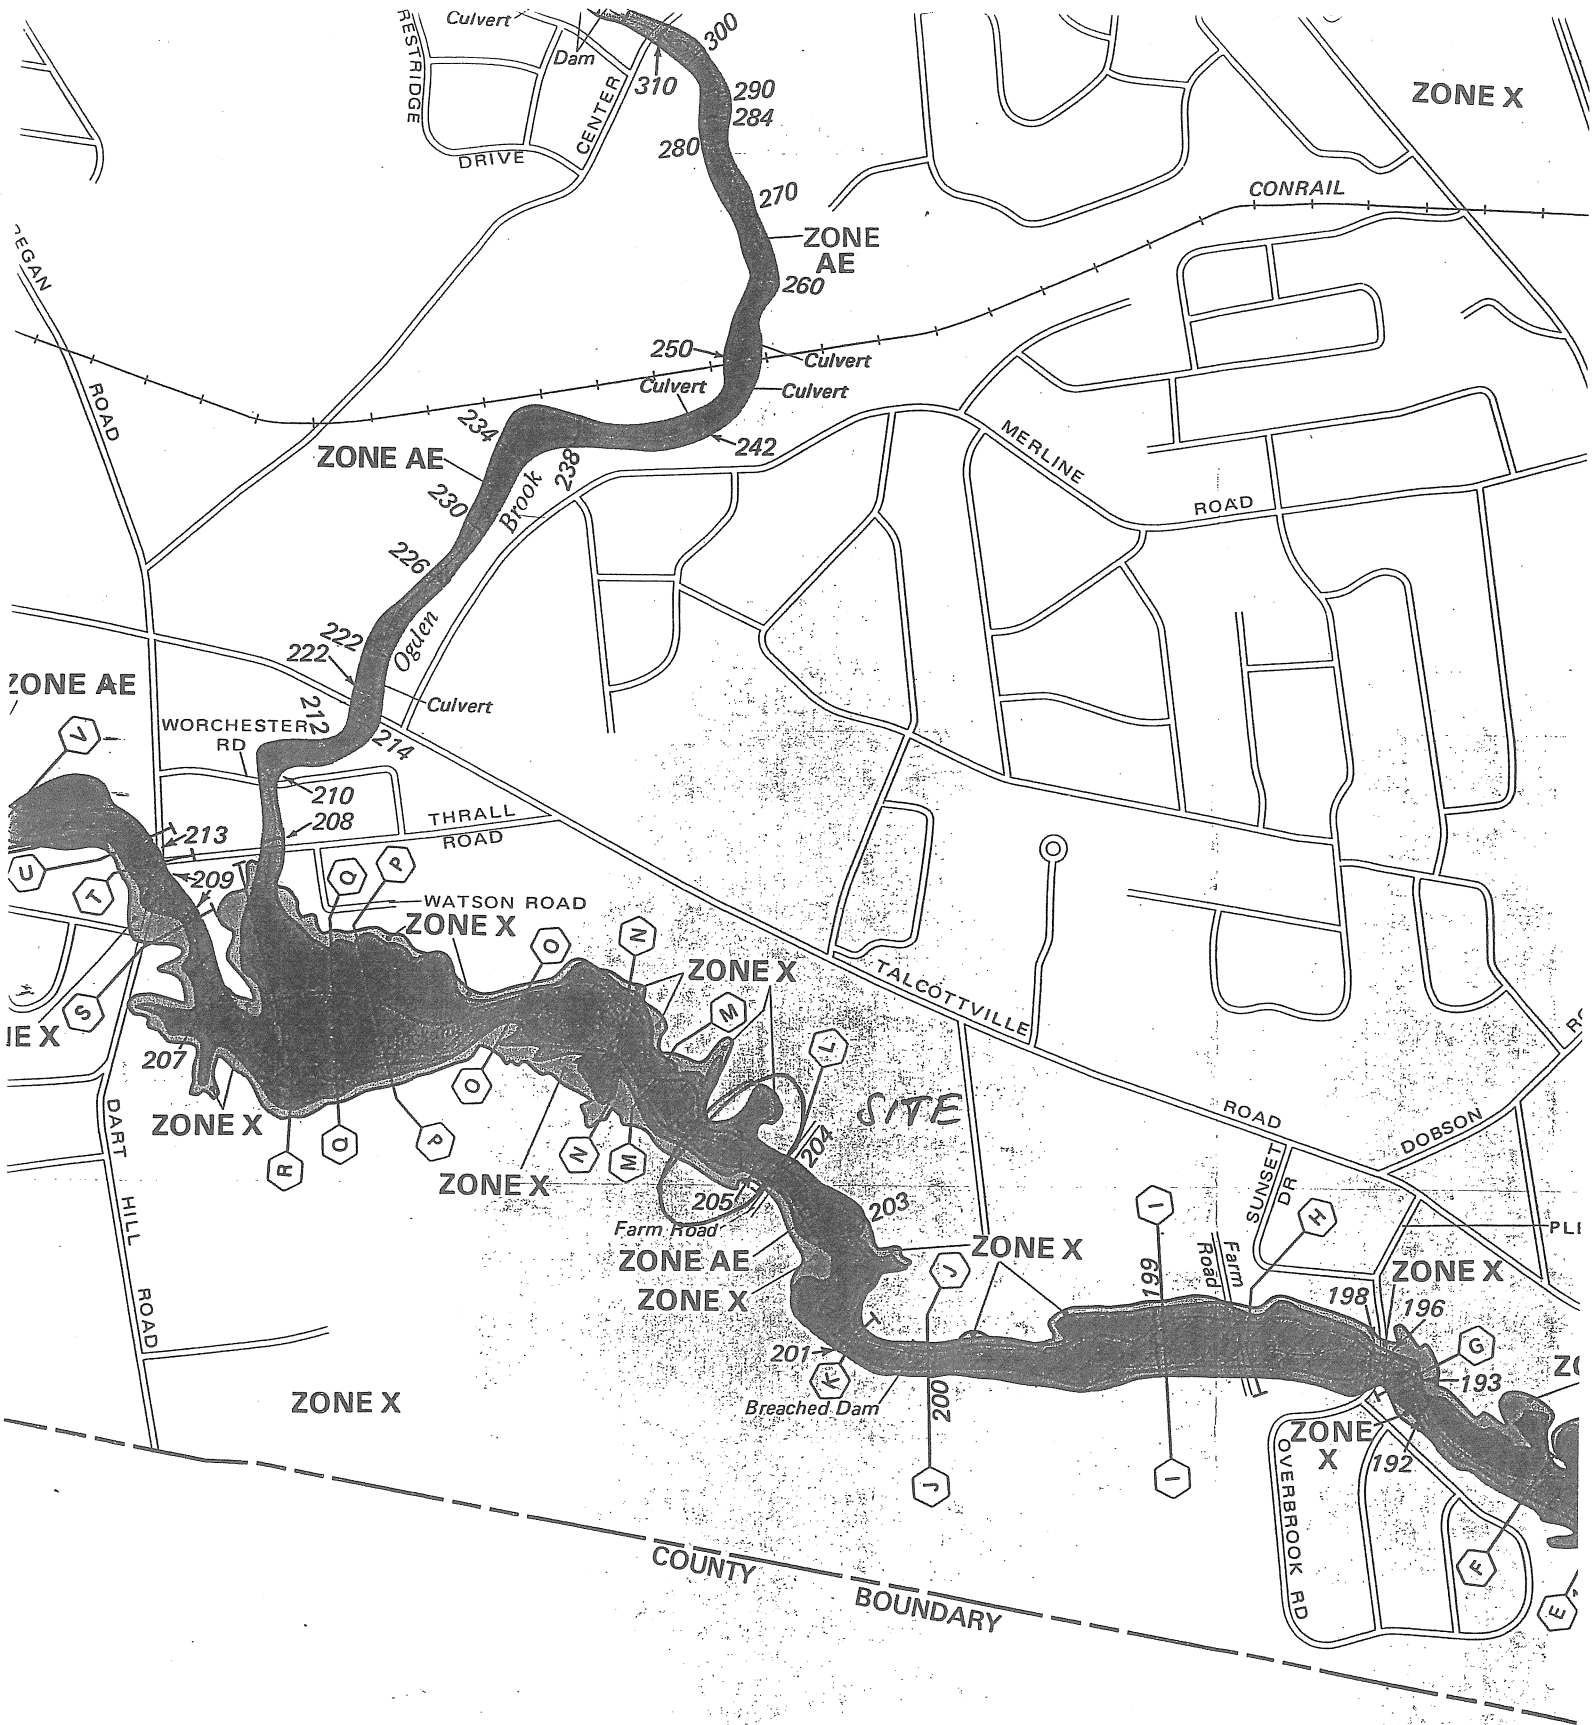 Culvert
Dam
300
310
290
284
280
270
ZONE X
RESTRIDGE
DRIVE
CENTER
CONRAIL
ZONE
AE
260
EGAN
ROAD
250
Culvert
Culvert
Culvert
242
234
238
ZONE AE
230
Brook
226
Ogden
222
222
MERLINE
ROAD
ZONE AE
V
212
Culvert
214
WORCHESTER
RD
210
208
THRALL
ROAD
213
209
U
T
S
Q
P
WATSON ROAD
ZONE X
O
N
ZONE X
M
L
TALCOTTVILLE
ROAD
NE X
207
ZONE X
R
Q
P
O
N
M
ZONE X
SITE
204
205
Farm Road
203
ZONE AE
ZONE X
ZONE X
DART
HILL
ROAD
DOBSON
SUNSET
DR
PLE
H
I
199
Farm
Road
J
ZONE X
198
196
G
193
201
K
Breached Dam
200
ZONE
X
192
J
I
OVERBROOK RD
F
E
ZONE X
COUNTY
BOUNDARY